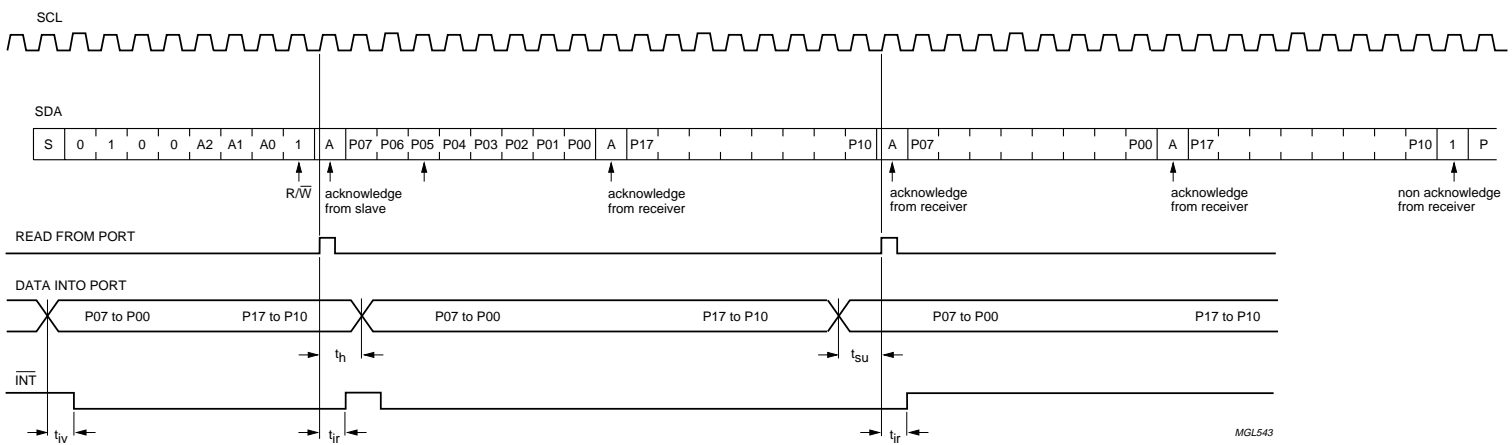 SCL
SDA
S 0 1 0 0 A2 A1 A0 1 A P07 P06 P05 P04 P03 P02 P01 P00 A P17 P10 A P07 P00 A P17 P10 1 P
R/W̅
acknowledge
from slave
acknowledge
from receiver
acknowledge
from receiver
acknowledge
from receiver
non acknowledge
from receiver
READ FROM PORT
DATA INTO PORT
P07 to P00 P17 to P10 P07 to P00 P17 to P10 P07 to P00 P17 to P10
th tsu
I̅N̅T̅
tiv tir tir
MGL543